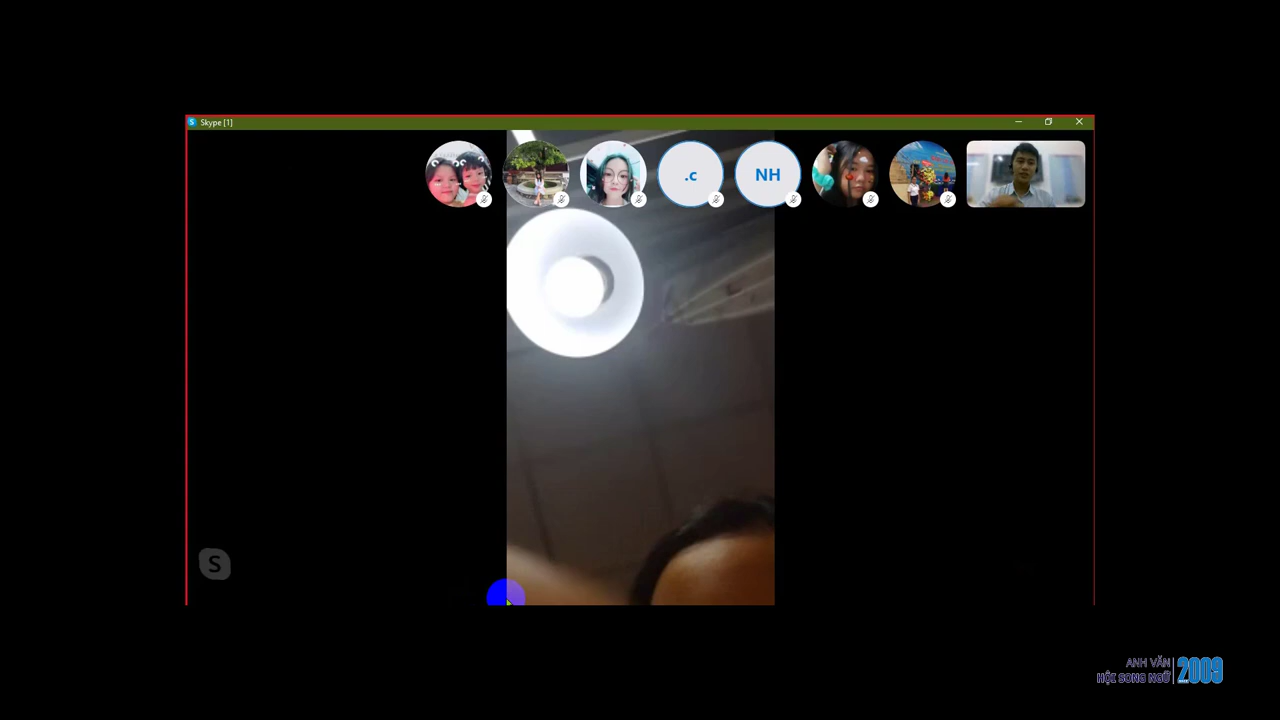 Skype [1]
.c
NH
S
ANH VĂN
HỘI SONG NGỮ
2009